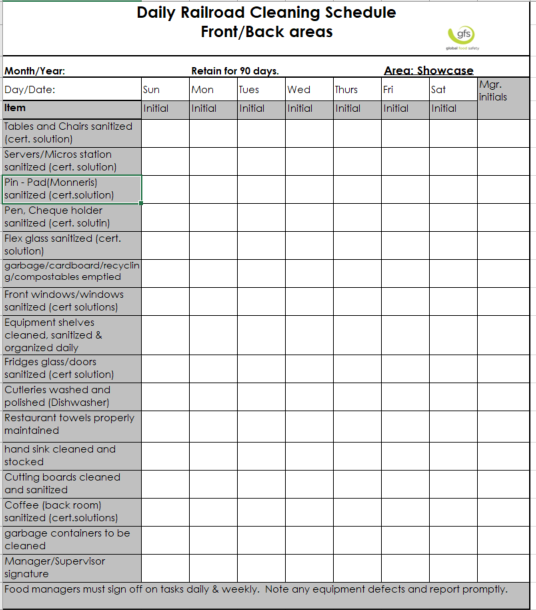 Daily Railroad Cleaning Schedule
Front/Back areas
gfs
Month/Year:
Retain for 90 days.
Area: Showcase
Day/Date: Sun Mon Tues Wed Thurs Fri Sat Mgr. initials
Item Initial Initial Initial Initial Initial Initial Initial
Tables and Chairs sanitized
(cert. solution)
Servers/Micros station
sanitized (cert. solution)
Pin - Pad(Monneris)
sanitized (cert.solution)
Pen, Cheque holder
sanitized (cert. solutin)
Flex glass sanitized (cert.
solution)
garbage/cardboard/recyclin
g/compostables emptied
Front windows/windows
sanitized (cert solutions)
Equipment shelves
cleaned, sanitized &
organized daily
Fridges glass/doors
sanitized (cert solution)
Cutleries washed and
polished (Dishwasher)
Restaurant towels properly
maintained
hand sink cleaned and
stocked
Cutting boards cleaned
and sanitized
Coffee (back room)
sanitized (cert.solutions)
garbage containers to be
cleaned
Manager/Supervisor
signature
Food managers must sign off on tasks daily & weekly. Note any equipment defects and report promptly.